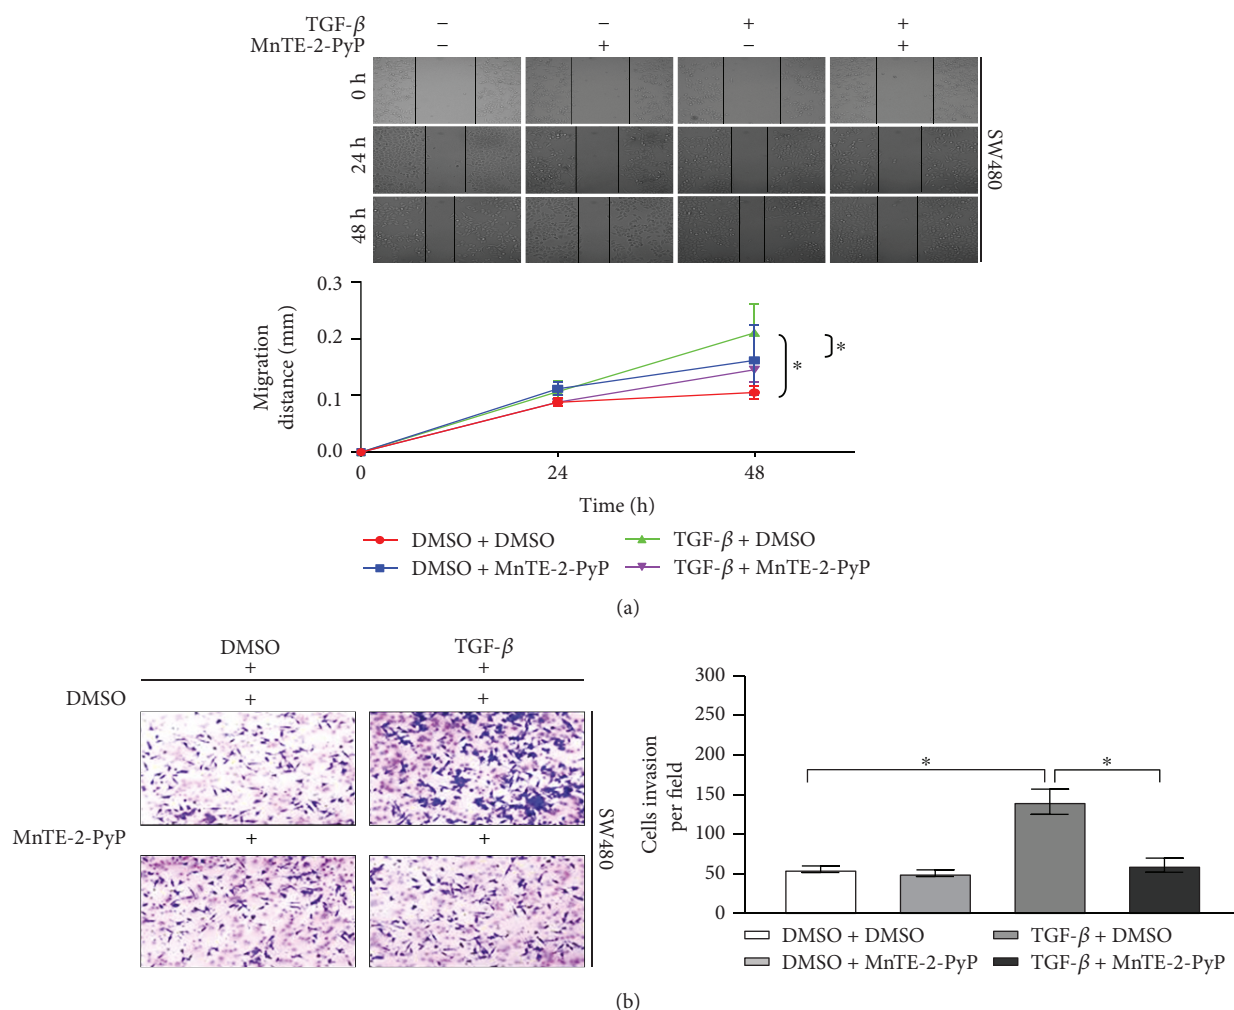 TGF-β − − + +
MnTE-2-PyP − + − +
0 h
24 h
48 h
SW480
Migration
distance (mm)
0.3
0.2
0.1
0.0
*
*
0 24 48
Time (h)
DMSO + DMSO
TGF-β + DMSO
DMSO + MnTE-2-PyP
TGF-β + MnTE-2-PyP
(a)
DMSO TGF-β
+ +
DMSO + +
MnTE-2-PyP + +
SW480
Cells invasion
per field
300
250
200
150
100
50
0
* *
DMSO + DMSO
TGF-β + DMSO
DMSO + MnTE-2-PyP
TGF-β + MnTE-2-PyP
(b)